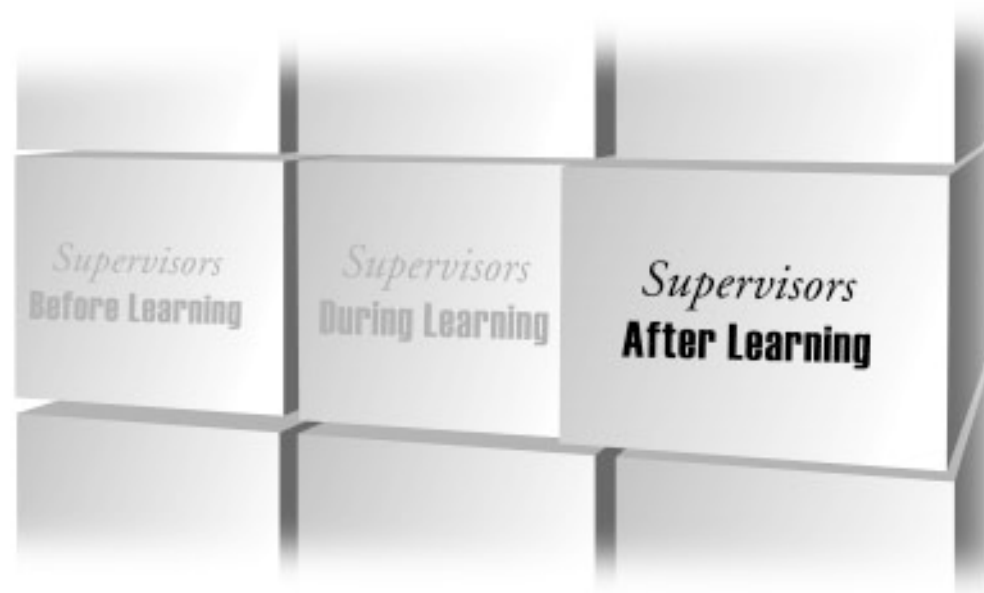 Supervisors
Before Learning
Supervisors
During Learning
Supervisors
After Learning